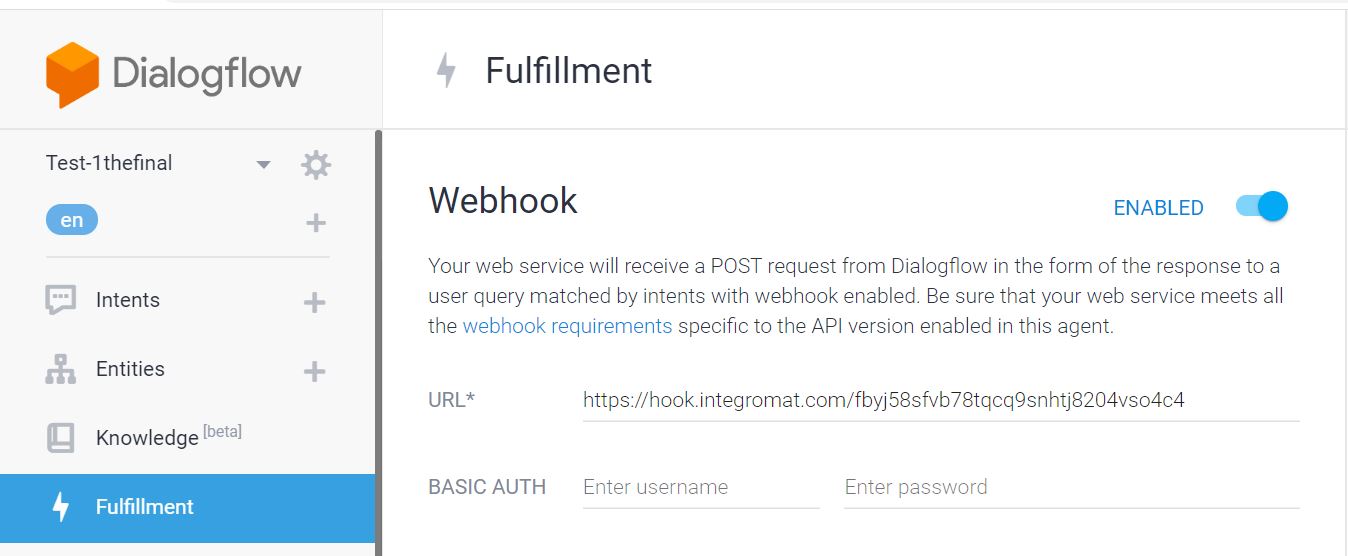 Dialogflow
Fulfillment
Test-1thefinal
en
Intents
Entities
Knowledge [beta]
Fulfillment
Webhook
ENABLED
Your web service will receive a POST request from Dialogflow in the form of the response to a
user query matched by intents with webhook enabled. Be sure that your web service meets all
the webhook requirements specific to the API version enabled in this agent.
URL* https://hook.integromat.com/fbyj58sfvb78tqcq9snhtj8204vso4c4
BASIC AUTH Enter username Enter password